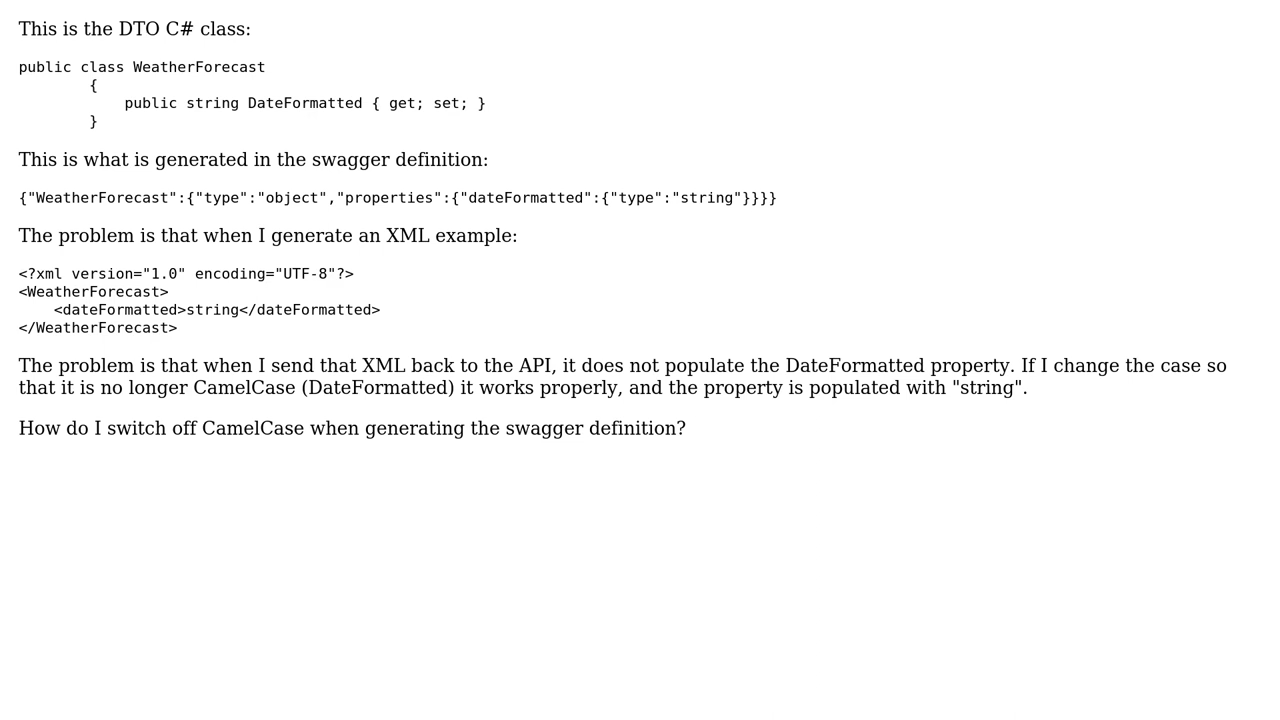 This is the DTO C# class:
public class WeatherForecast
        {
            public string DateFormatted { get; set; }
        }
This is what is generated in the swagger definition:
{"WeatherForecast":{"type":"object","properties":{"dateFormatted":{"type":"string"}}}}
The problem is that when I generate an XML example:
<?xml version="1.0" encoding="UTF-8"?>
<WeatherForecast>
    <dateFormatted>string</dateFormatted>
</WeatherForecast>
The problem is that when I send that XML back to the API, it does not populate the DateFormatted property. If I change the case so
that it is no longer CamelCase (DateFormatted) it works properly, and the property is populated with "string".
How do I switch off CamelCase when generating the swagger definition?